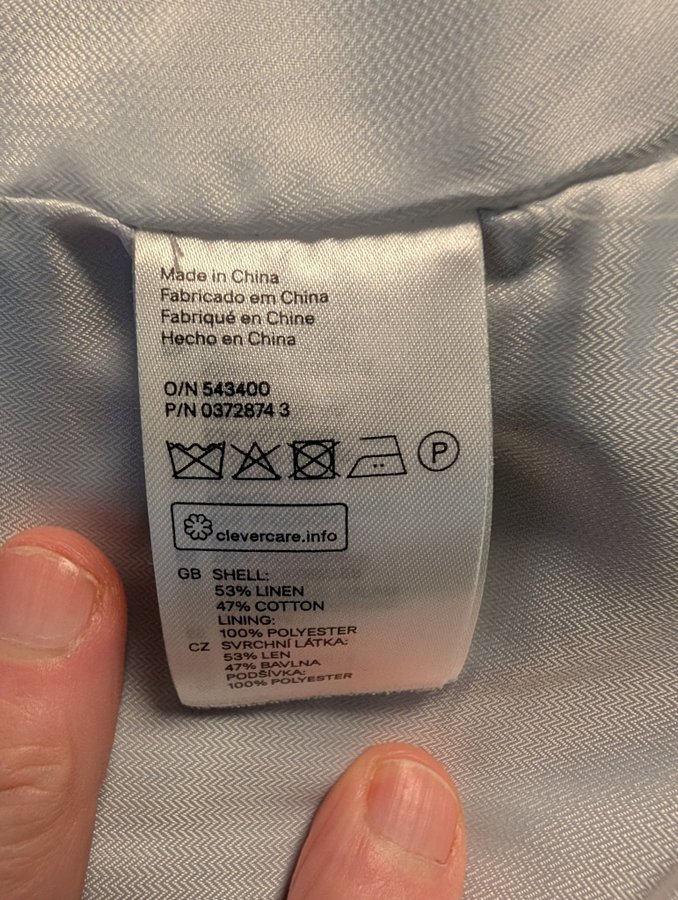 Made in China
Fabricado em China
Fabriqué en Chine
Hecho en China
O/N 543400
P/N 0372874 3
P
clevercare.info
GB SHELL:
53% LINEN
47% COTTON
LINING:
100% POLYESTER
CZ SVRCHNÍ LÁTKA:
53% LEN
47% BAVLNA
PODŠÍVKA:
100% POLYESTER